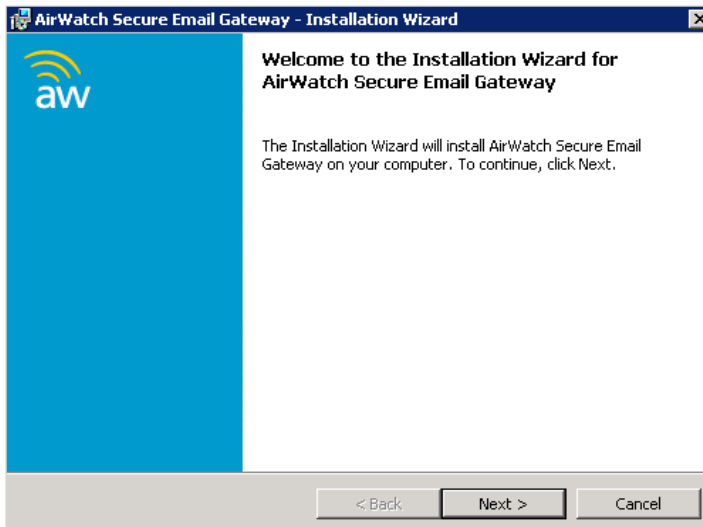 AirWatch Secure Email Gateway - Installation Wizard
aw
Welcome to the Installation Wizard for
AirWatch Secure Email Gateway
The Installation Wizard will install AirWatch Secure Email
Gateway on your computer. To continue, click Next.
< Back
Next >
Cancel